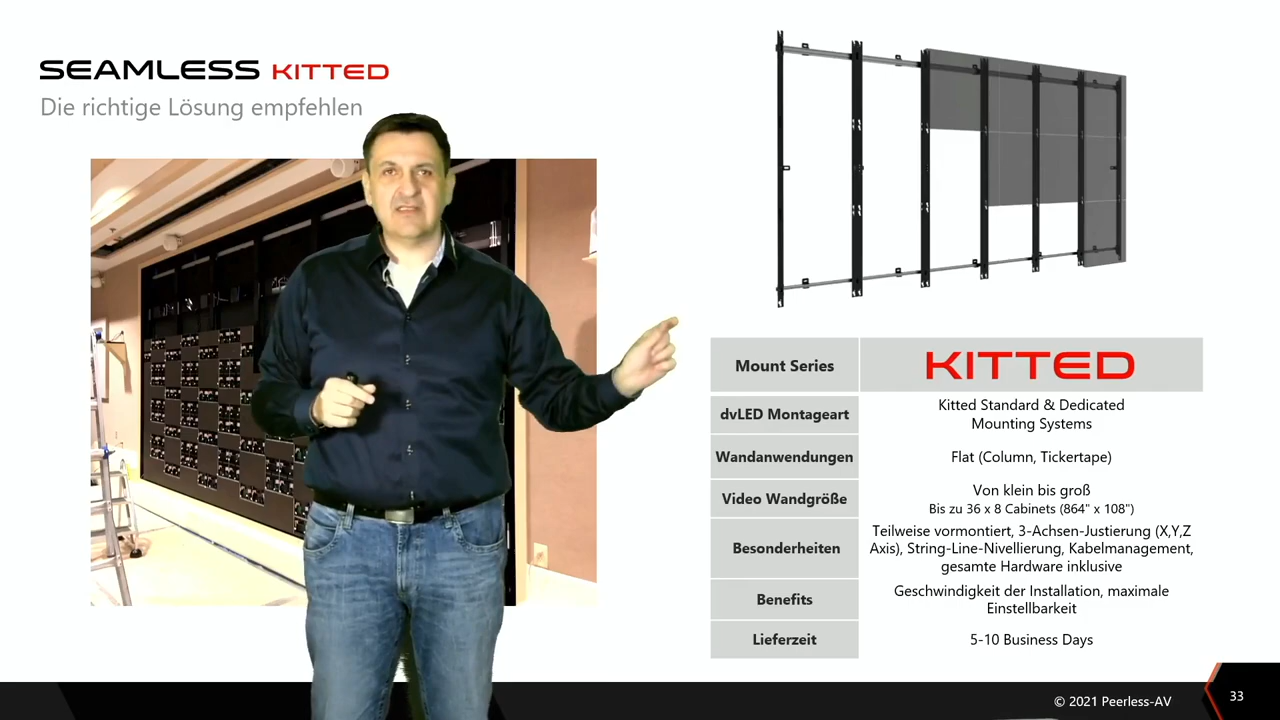 SEAMLESS KITTED
Die richtige Lösung empfehlen
Mount Series
KITTED
dvLED Montageart
Kitted Standard & Dedicated
Mounting Systems
Wandanwendungen
Flat (Column, Tickertape)
Video Wandgröße
Von klein bis groß
Bis zu 36 x 8 Cabinets (864" x 108")
Besonderheiten
Teilweise vormontiert, 3-Achsen-Justierung (X,Y,Z
Axis), String-Line-Nivellierung, Kabelmanagement,
gesamte Hardware inklusive
Benefits
Geschwindigkeit der Installation, maximale
Einstellbarkeit
Lieferzeit
5-10 Business Days
© 2021 Peerless-AV
33